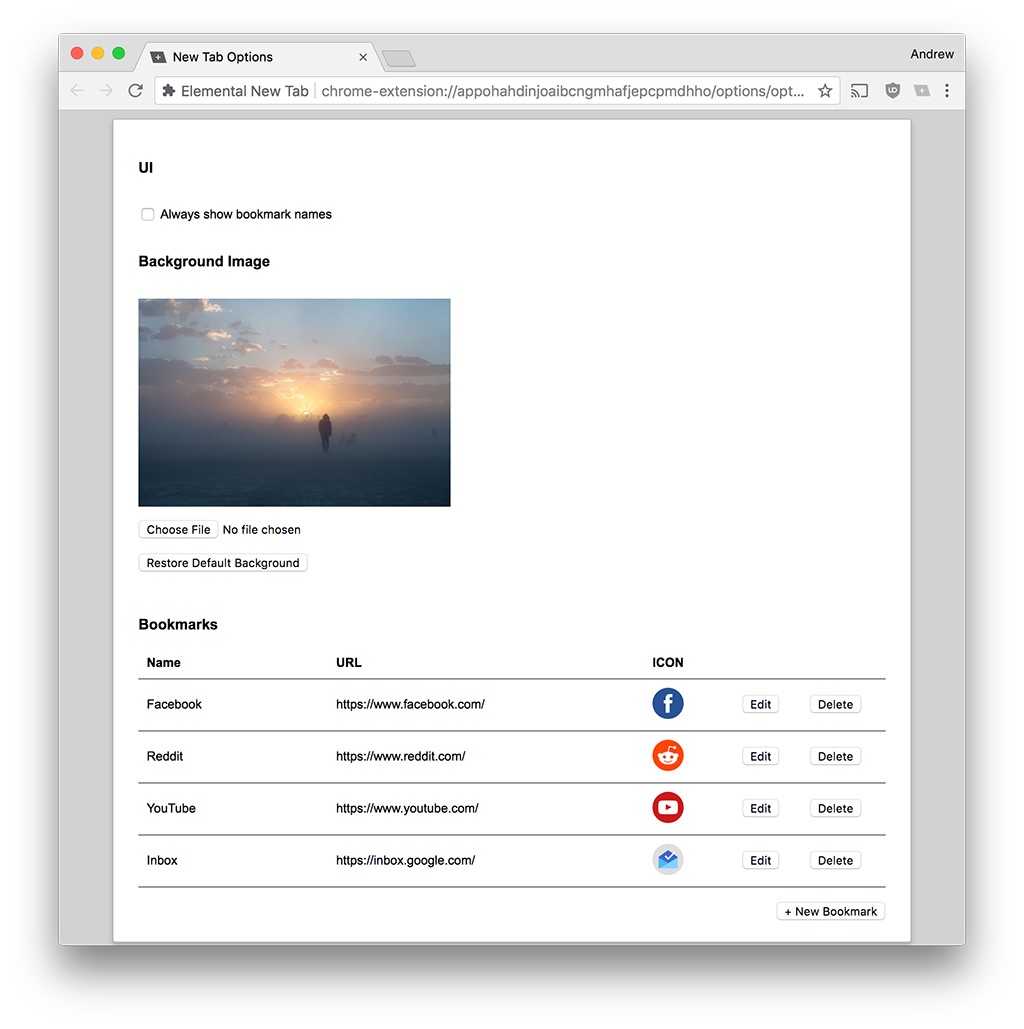 New Tab Options
Andrew
Elemental New Tab chrome-extension://appohahdinjoaibcngmhafjepcpmdhho/options/opt...
UI
Always show bookmark names
Background Image
Choose File No file chosen
Restore Default Background
Bookmarks
Name URL ICON
Facebook https://www.facebook.com/ f Edit Delete
Reddit https://www.reddit.com/ Edit Delete
YouTube https://www.youtube.com/ Edit Delete
Inbox https://inbox.google.com/ Edit Delete
+ New Bookmark